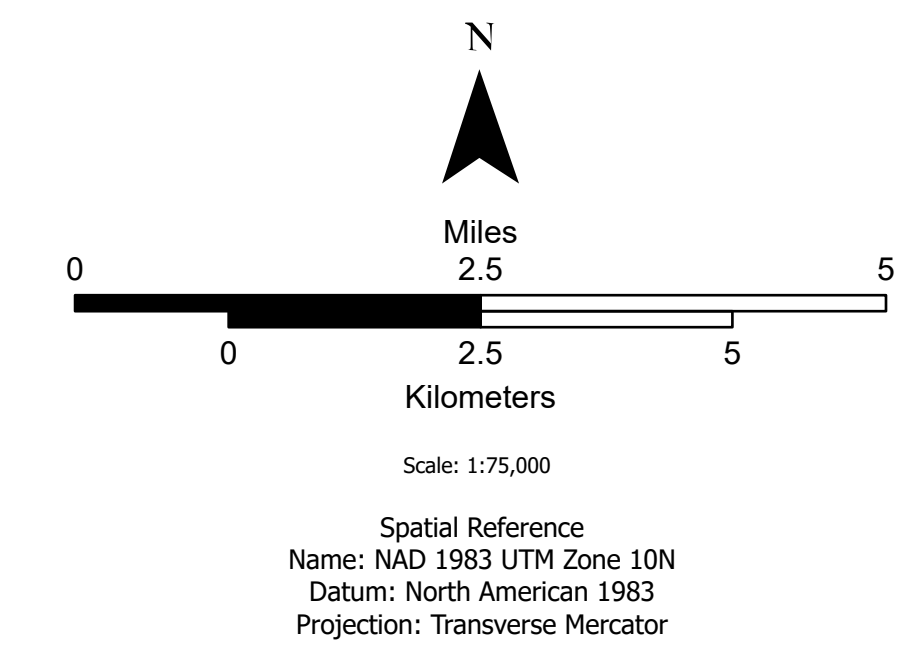 N
Miles
0 2.5 5
0 2.5 5
Kilometers
Scale: 1:75,000
Spatial Reference
Name: NAD 1983 UTM Zone 10N
Datum: North American 1983
Projection: Transverse Mercator